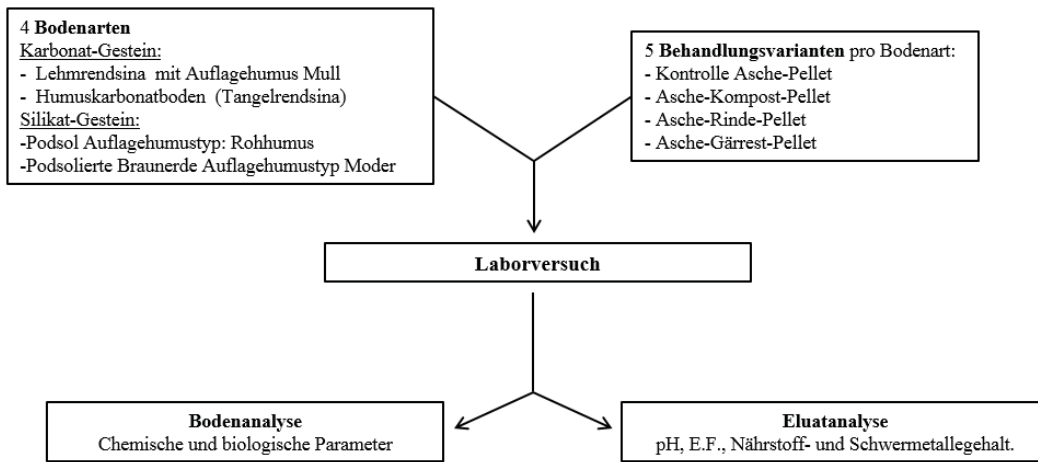 4 Bodenarten
Karbonat-Gestein:
- Lehmrendsina mit Auflagehumus Mull
- Humuskarbonatboden (Tangelrendsina)
Silikat-Gestein:
-Podsol Auflagehumustyp: Rohhumus
-Podsolierte Braunerde Auflagehumustyp Moder
5 Behandlungsvarianten pro Bodenart:
- Kontrolle Asche-Pellet
- Asche-Kompost-Pellet
- Asche-Rinde-Pellet
- Asche-Gärrest-Pellet
Laborversuch
Bodenanalyse
Chemische und biologische Parameter
Eluatanalyse
pH, E.F., Nährstoff- und Schwermetallegehalt.